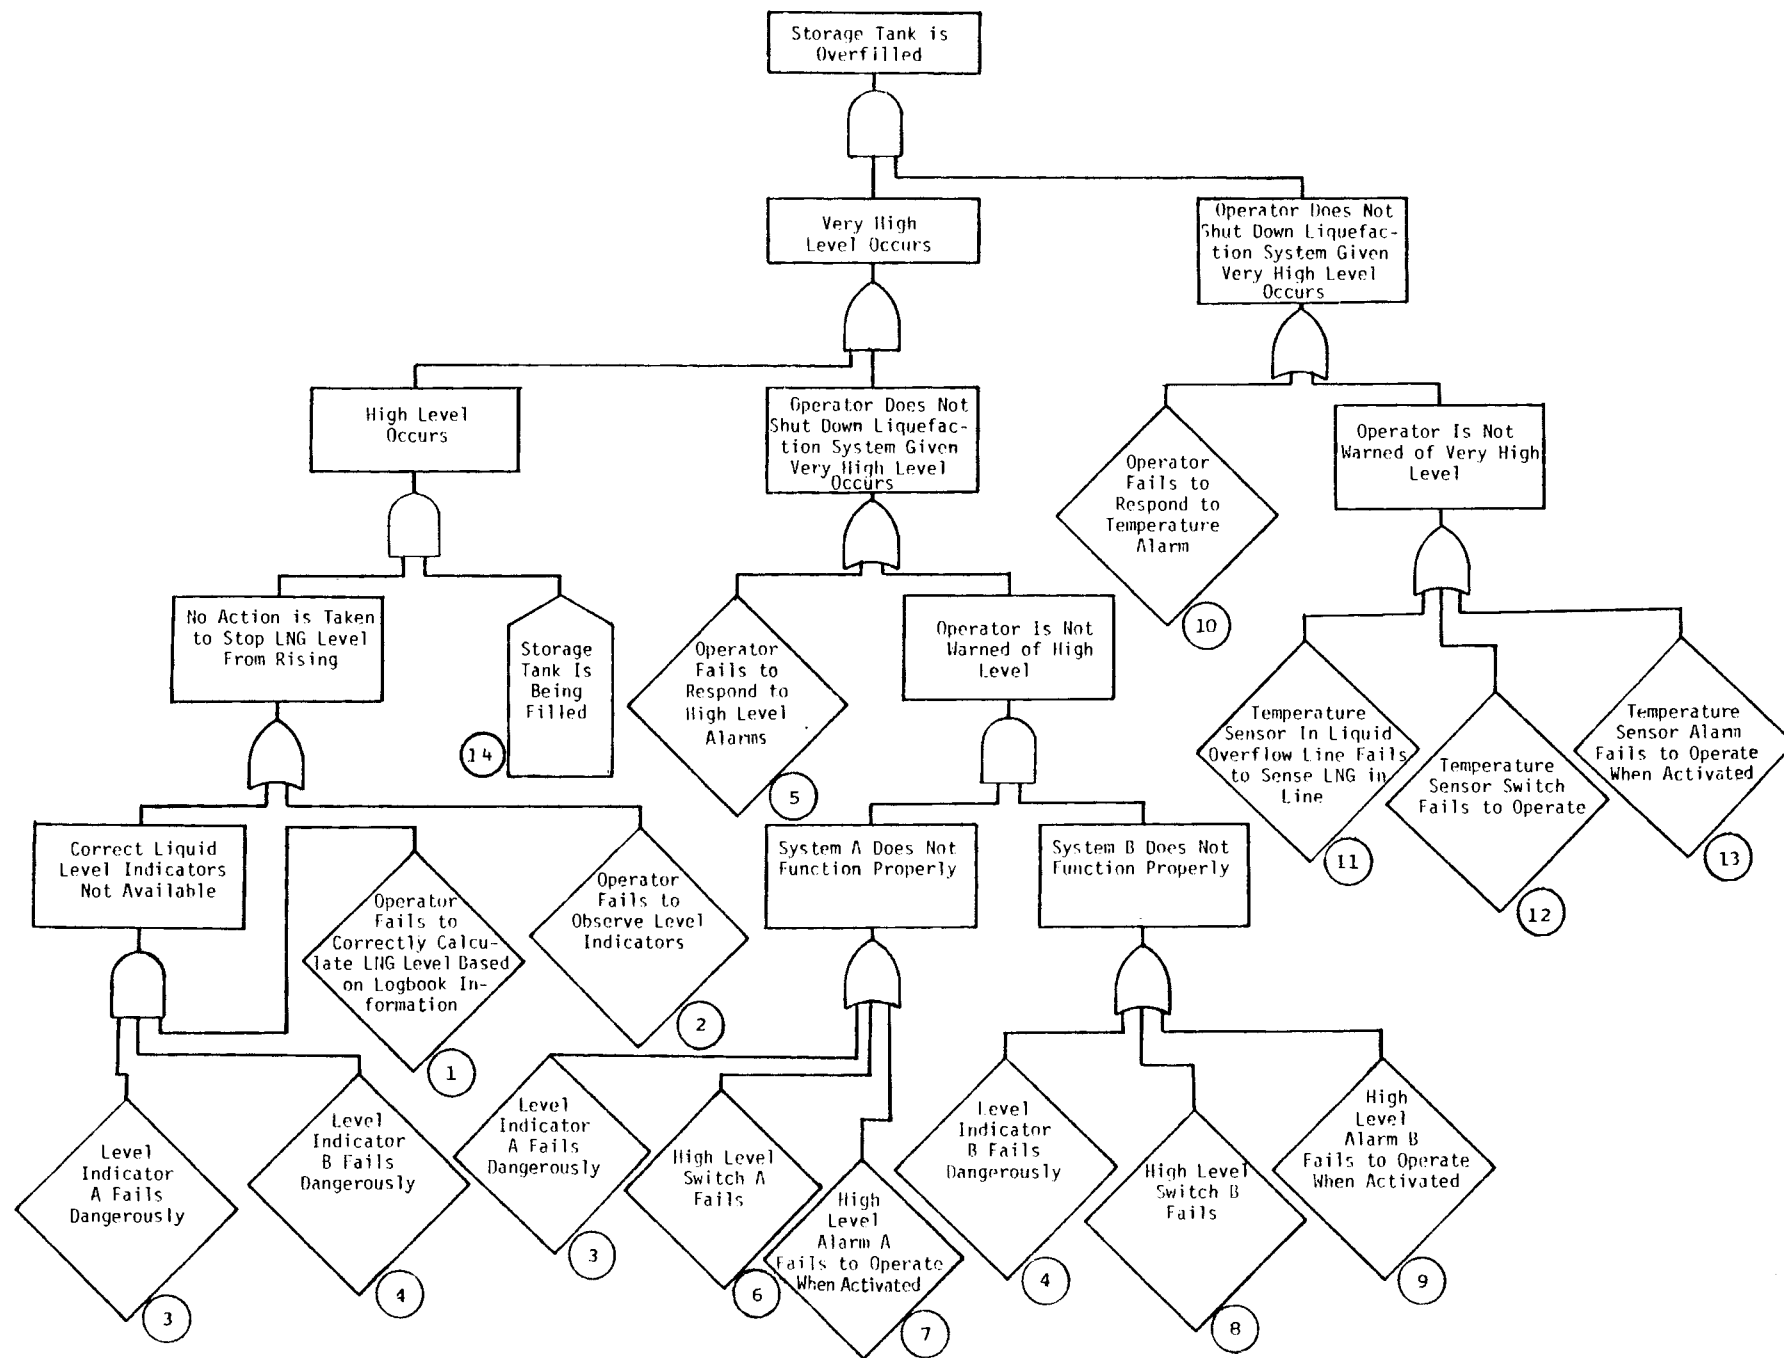 Storage Tank is
Overfilled
Very High
Level Occurs
Operator Does Not
Shut Down Liquefac-
tion System Given
Very High Level
Occurs
High Level
Occurs
Operator Does Not
Shut Down Liquefac-
tion System Given
Very High Level
Occurs
Operator
Fails to
Respond to
Temperature
Alarm
10
Operator Is Not
Warned of Very High
Level
No Action is Taken
to Stop LNG Level
From Rising
Storage
Tank Is
Being
Filled
14
Operator
Fails to
Respond to
High Level
Alarms
5
Operator Is Not
Warned of High
Level
Temperature
Sensor In Liquid
Overflow Line Fails
to Sense LNG in
Line
11
Temperature
Sensor Switch
Fails to Operate
12
Temperature
Sensor Alarm
Fails to Operate
When Activated
13
Correct Liquid
Level Indicators
Not Available
Operator
Fails to
Correctly Calcu-
late LNG Level Based
on Logbook In-
formation
1
Operator
Fails to
Observe Level
Indicators
2
System A Does Not
Function Properly
System B Does Not
Function Properly
Level
Indicator
A Fails
Dangerously
3
Level
Indicator
B Fails
Dangerously
4
Level
Indicator
A Fails
Dangerously
3
High Level
Switch A
Fails
6
High
Level
Alarm A
Fails to Operate
When Activated
7
Level
Indicator
B Fails
Dangerously
4
High Level
Switch B
Fails
8
High
Level
Alarm B
Fails to Operate
When Activated
9